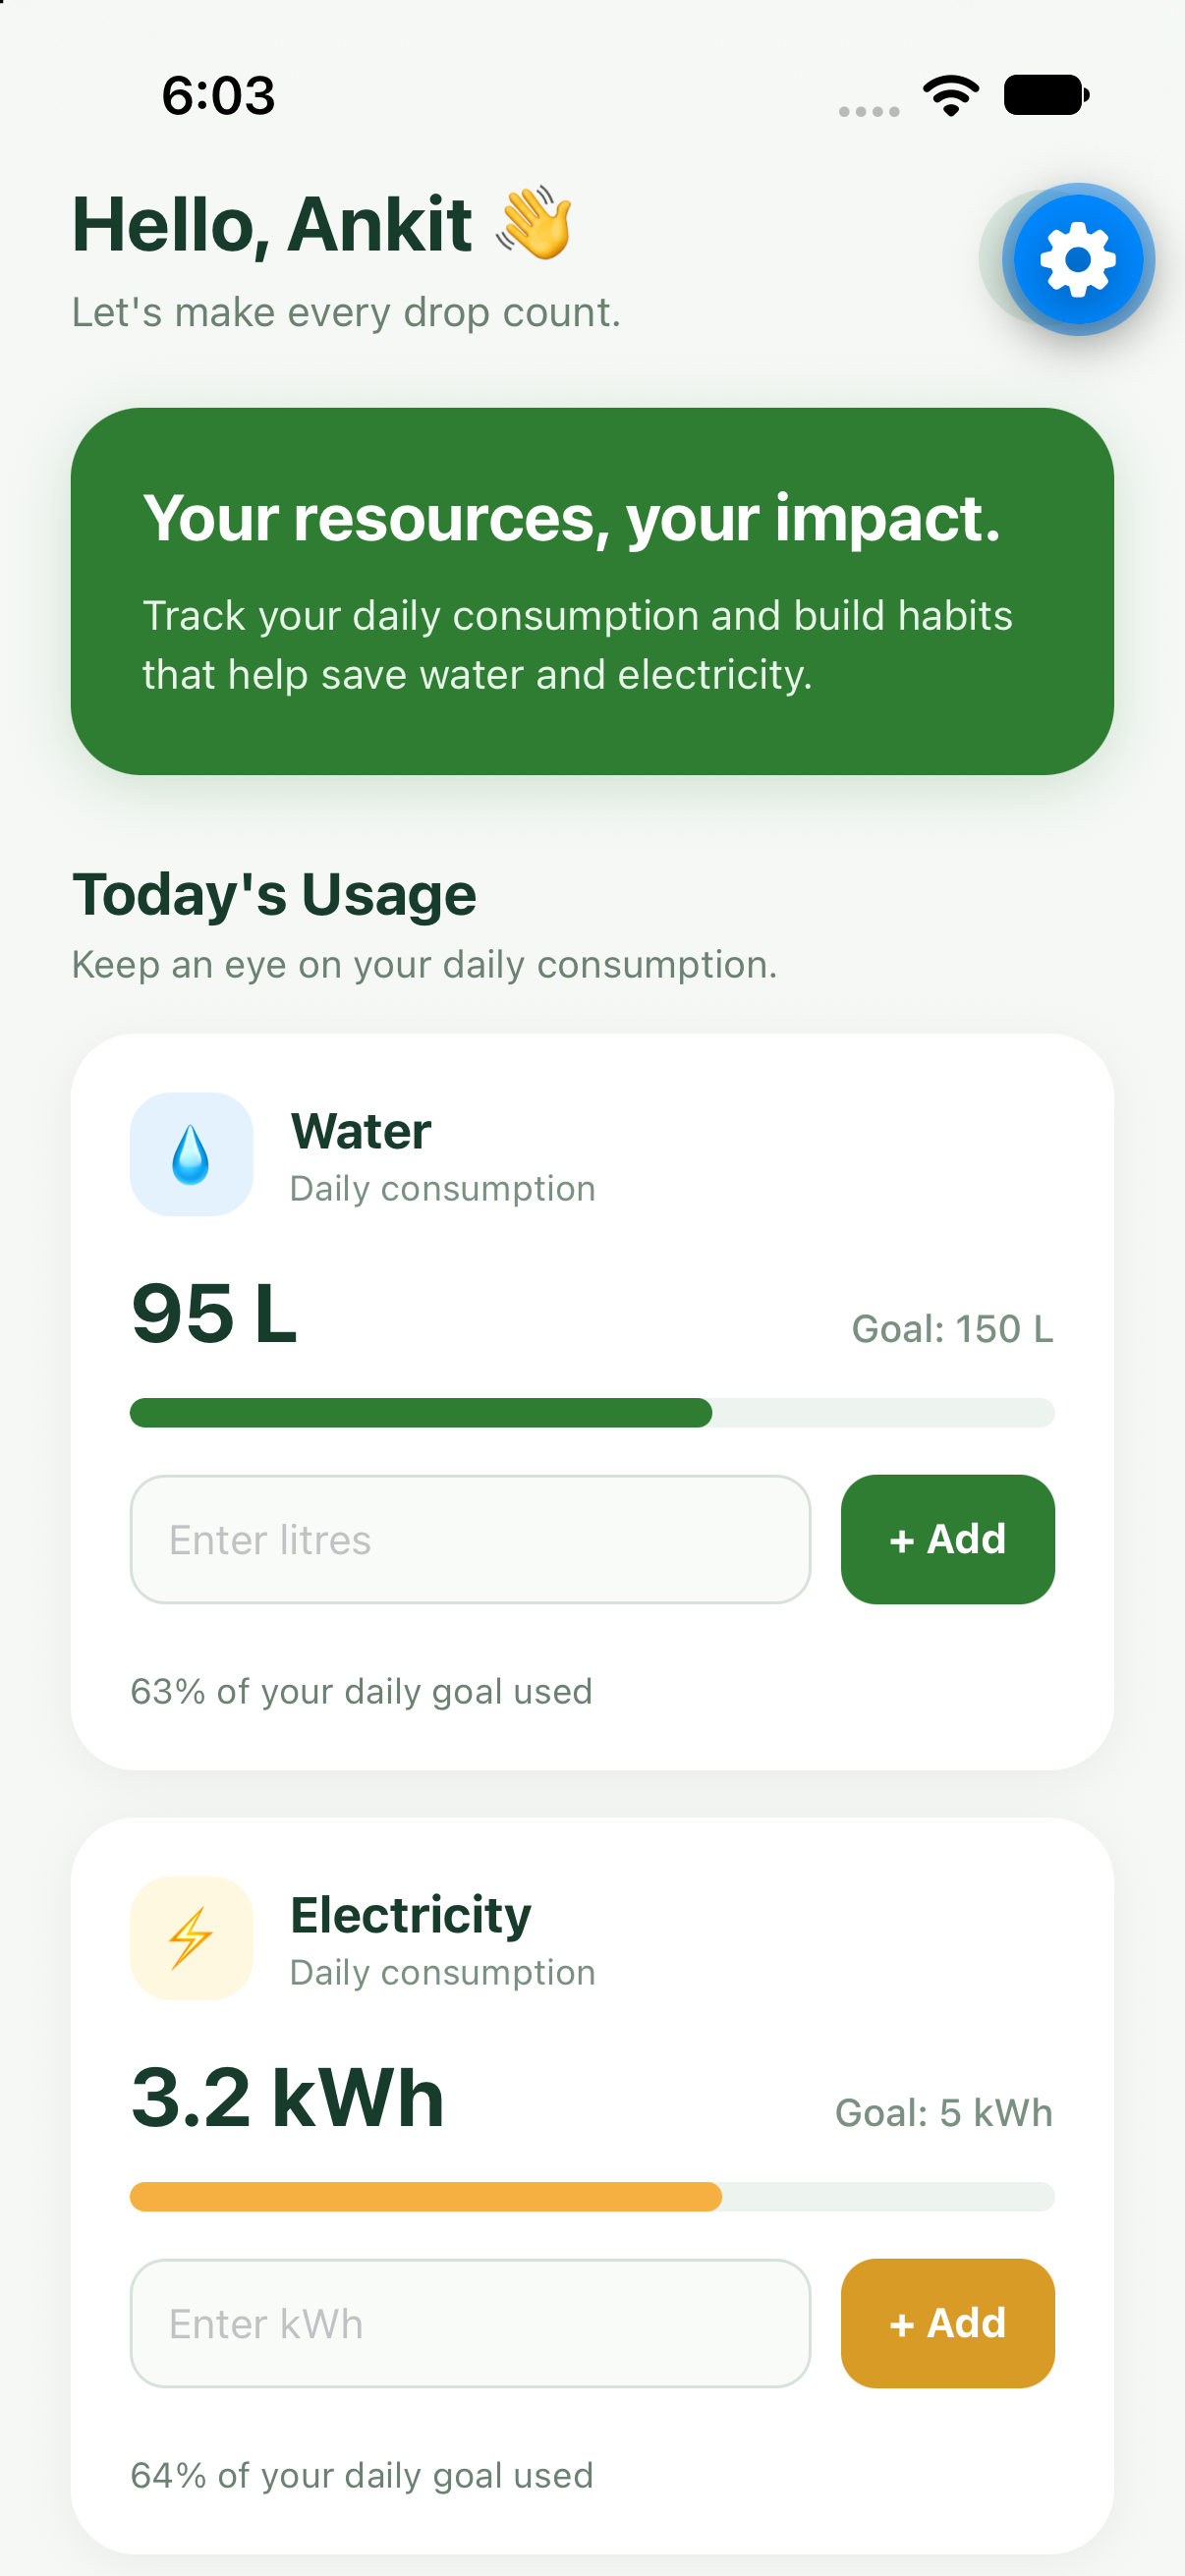 6:03
Hello, Ankit 👋
Let's make every drop count.
Your resources, your impact.
Track your daily consumption and build habits
that help save water and electricity.
Today's Usage
Keep an eye on your daily consumption.
Water
Daily consumption
95 L
Goal: 150 L
Enter litres
+ Add
63% of your daily goal used
Electricity
Daily consumption
3.2 kWh
Goal: 5 kWh
Enter kWh
+ Add
64% of your daily goal used